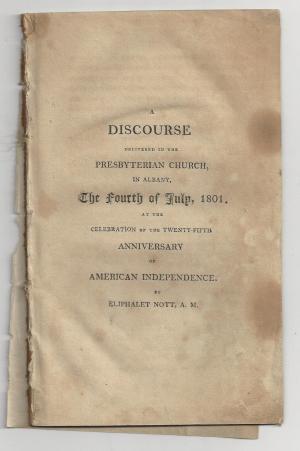 A
DISCOURSE
DELIVERED IN THE
PRESBYTERIAN CHURCH,
IN ALBANY,
The Fourth of July, 1801.
AT THE
CELEBRATION OF THE TWENTY-FIFTH
ANNIVERSARY
OF
AMERICAN INDEPENDENCE.
BY
ELIPHALET NOTT, A. M.